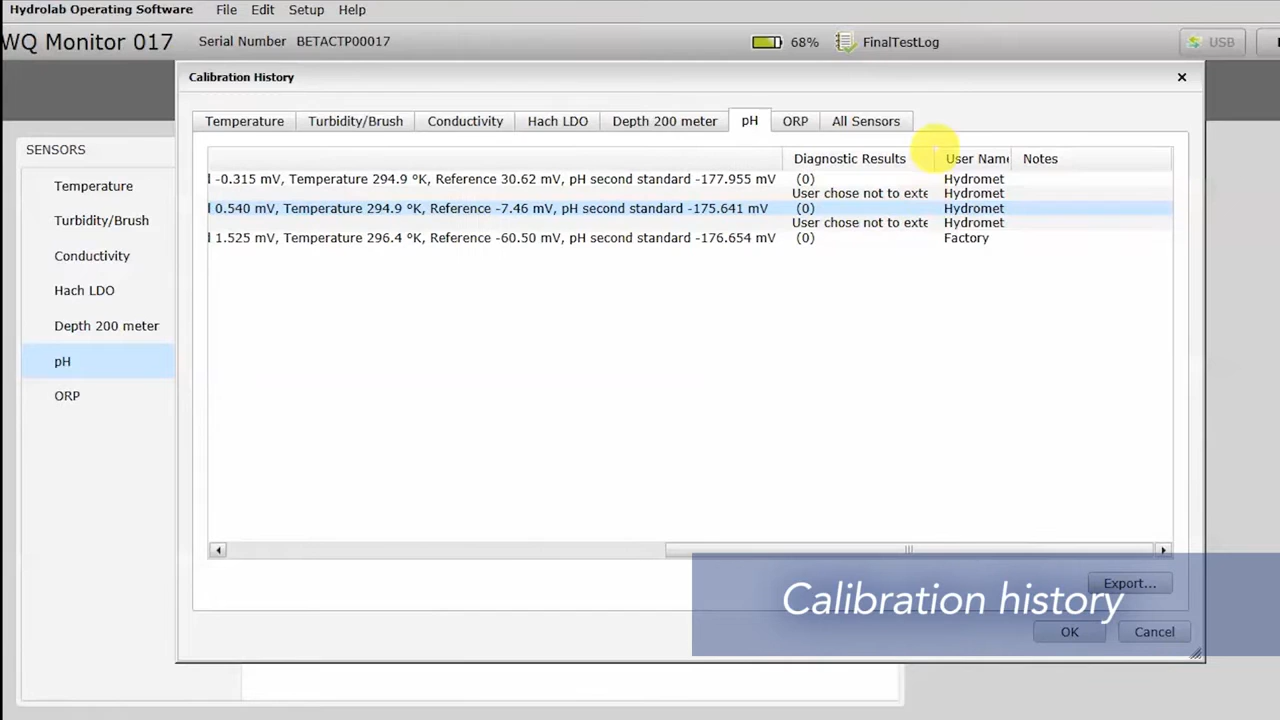 Hydrolab Operating Software File Edit Setup Help
WQ Monitor 017 Serial Number BETACTP00017 68% FinalTestLog USB
Calibration History
Temperature Turbidity/Brush Conductivity Hach LDO Depth 200 meter pH ORP All Sensors
SENSORS
Temperature
Turbidity/Brush
Conductivity
Hach LDO
Depth 200 meter
pH
ORP
Diagnostic Results User Name Notes
-0.315 mV, Temperature 294.9 °K, Reference 30.62 mV, pH second standard -177.955 mV (0) Hydromet
User chose not to exte Hydromet
0.540 mV, Temperature 294.9 °K, Reference -7.46 mV, pH second standard -175.641 mV (0) Hydromet
User chose not to exte Hydromet
1.525 mV, Temperature 296.4 °K, Reference -60.50 mV, pH second standard -176.654 mV (0) Factory
Export...
Calibration history
OK Cancel